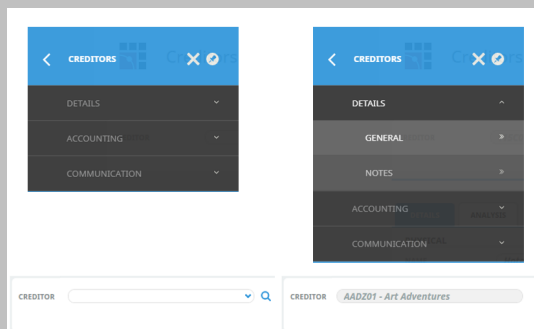 CREDITORS
DETAILS
ACCOUNTING
COMMUNICATION
CREDITORS
DETAILS
GENERAL
NOTES
ACCOUNTING
COMMUNICATION
CREDITOR
CREDITOR AADZ01 - Art Adventures